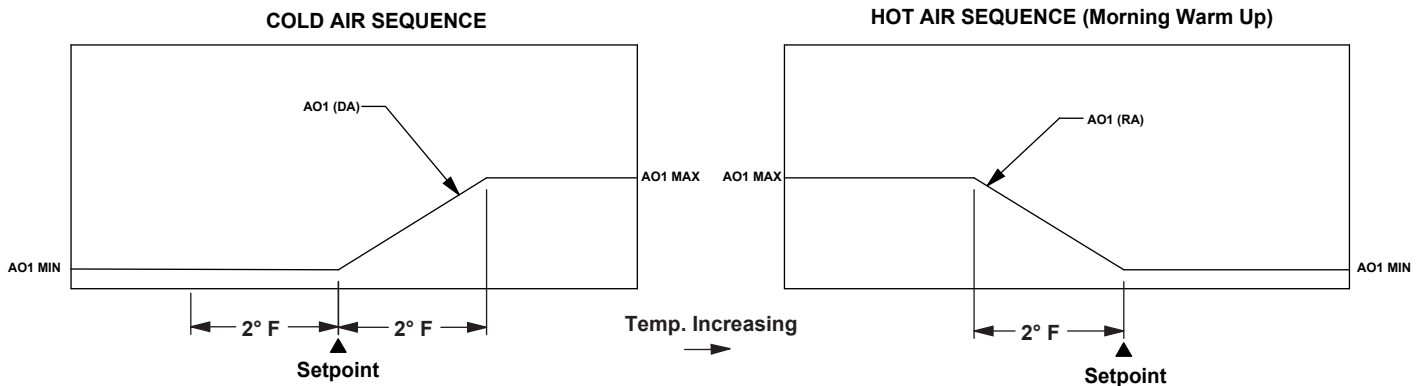 COLD AIR SEQUENCE
AO1 (DA)
AO1 MAX
AO1 MIN
2° F
2° F
Setpoint
Temp. Increasing
HOT AIR SEQUENCE (Morning Warm Up)
AO1 (RA)
AO1 MAX
AO1 MIN
2° F
Setpoint